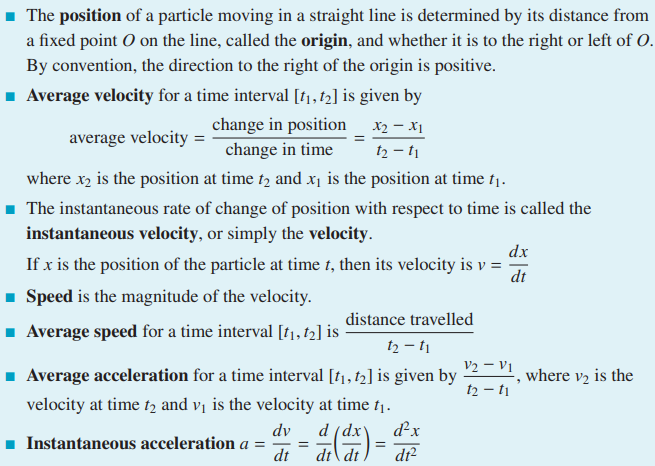 ■ The position of a particle moving in a straight line is determined by its distance from
a fixed point O on the line, called the origin, and whether it is to the right or left of O.
By convention, the direction to the right of the origin is positive.
■ Average velocity for a time interval [t₁, t₂] is given by
average velocity = change in position / change in time = (x₂ − x₁) / (t₂ − t₁)
where x₂ is the position at time t₂ and x₁ is the position at time t₁.
■ The instantaneous rate of change of position with respect to time is called the
instantaneous velocity, or simply the velocity.
If x is the position of the particle at time t, then its velocity is v = dx/dt
■ Speed is the magnitude of the velocity.
■ Average speed for a time interval [t₁, t₂] is distance travelled / (t₂ − t₁)
■ Average acceleration for a time interval [t₁, t₂] is given by (v₂ − v₁) / (t₂ − t₁), where v₂ is the
velocity at time t₂ and v₁ is the velocity at time t₁.
■ Instantaneous acceleration a = dv/dt = d/dt(dx/dt) = d²x/dt²